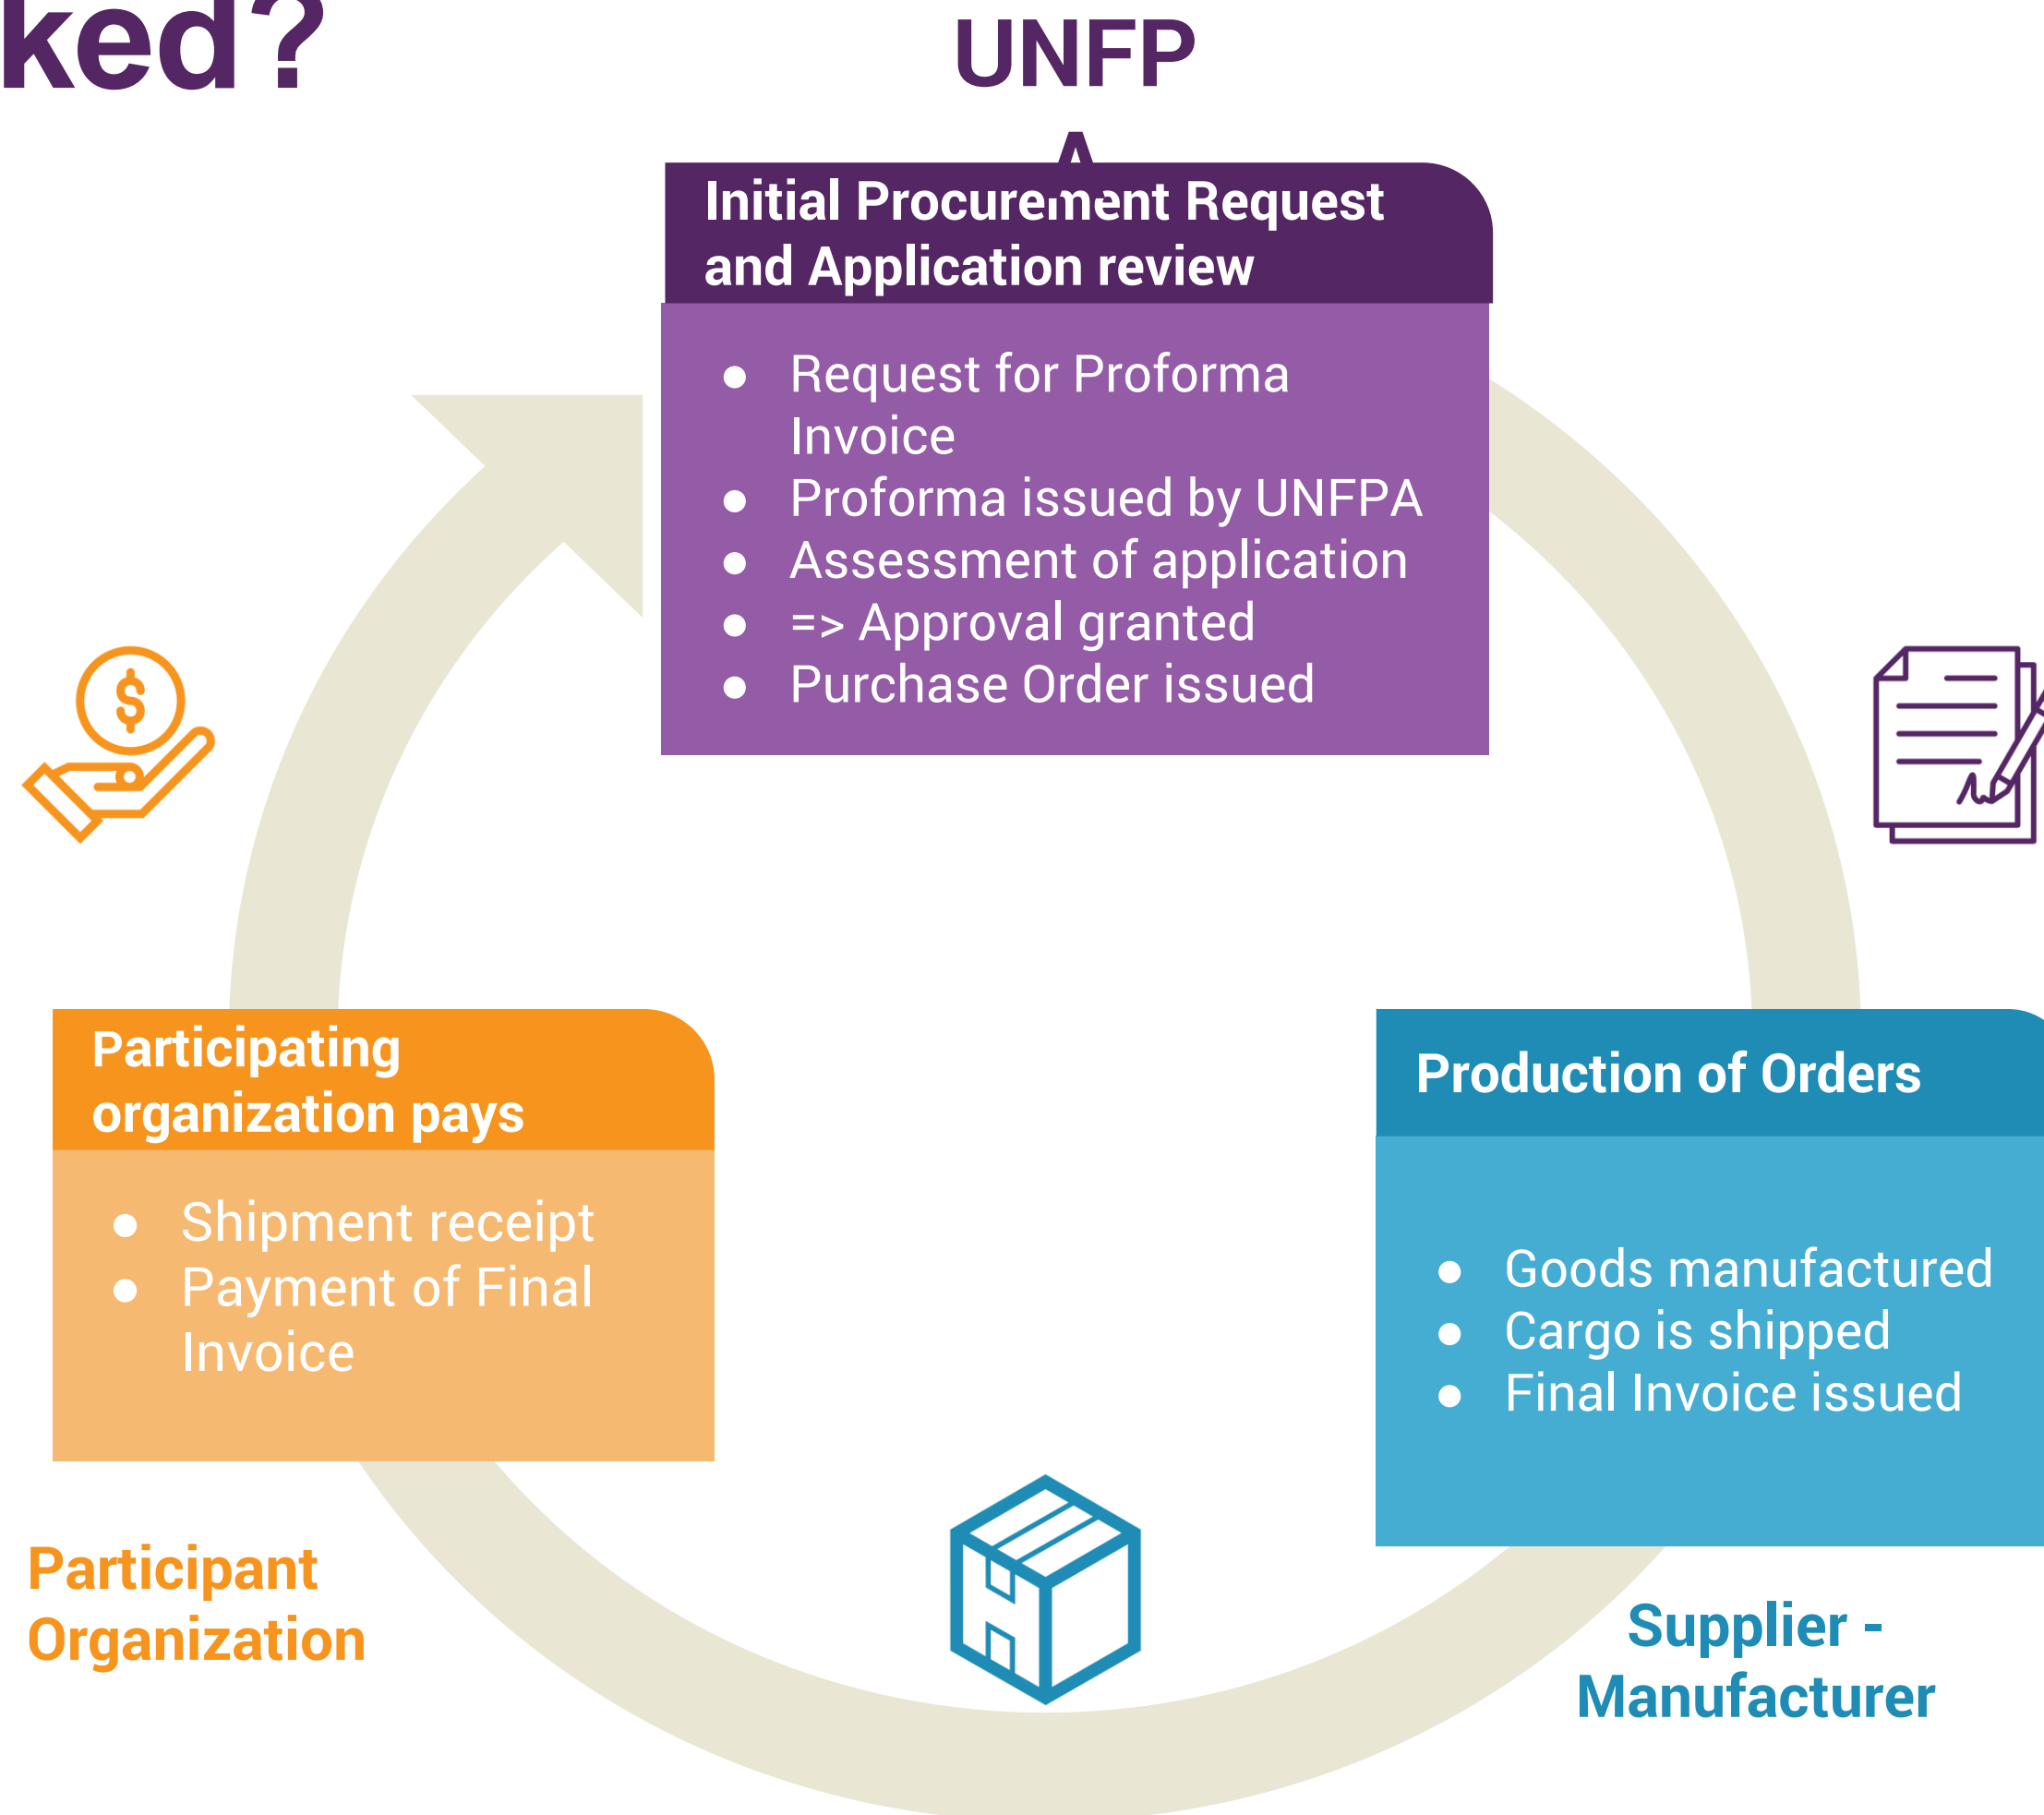 ked?
UNFP
A
Initial Procurement Request
and Application review
● Request for Proforma
Invoice
● Proforma issued by UNFPA
● Assessment of application
● => Approval granted
● Purchase Order issued
Participating
organization pays
● Shipment receipt
● Payment of Final
Invoice
Production of Orders
● Goods manufactured
● Cargo is shipped
● Final Invoice issued
Participant
Organization
Supplier -
Manufacturer